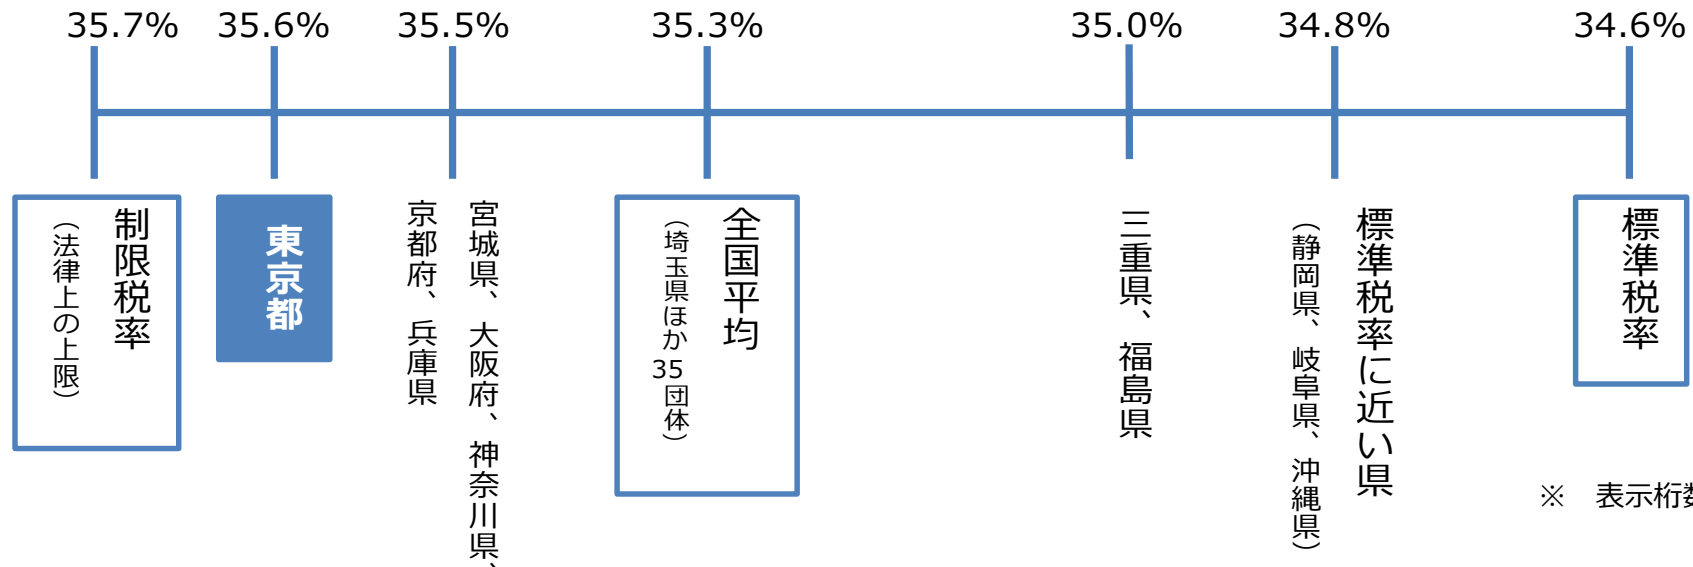 35.7%
35.6%
35.5%
35.3%
35.0%
34.8%
34.6%
制限税率
（法律上の上限）
東京都
宮城県、大阪府、神奈川県、
京都府、兵庫県
全国平均
（埼玉県ほか35団体）
三重県、福島県
標準税率に近い県
（静岡県、岐阜県、沖縄県）
標準税率
※　表示桁数